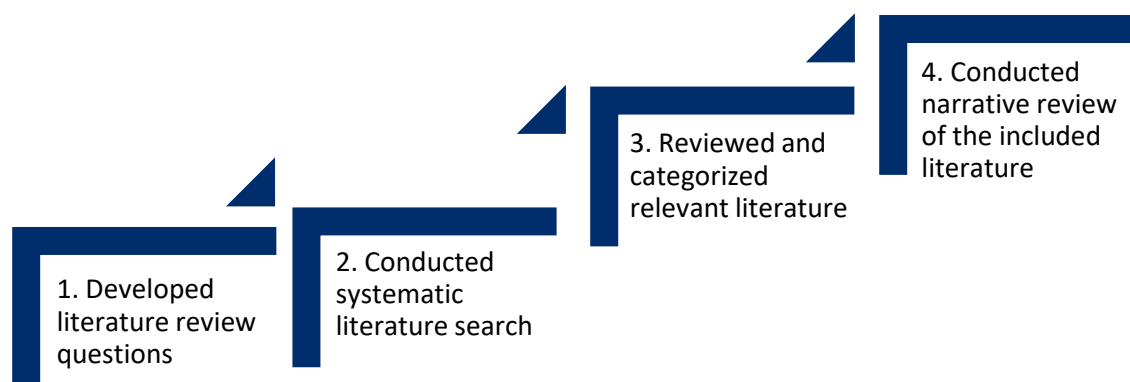 1. Developed
literature review
questions
2. Conducted
systematic
literature search
3. Reviewed and
categorized
relevant literature
4. Conducted
narrative review
of the included
literature